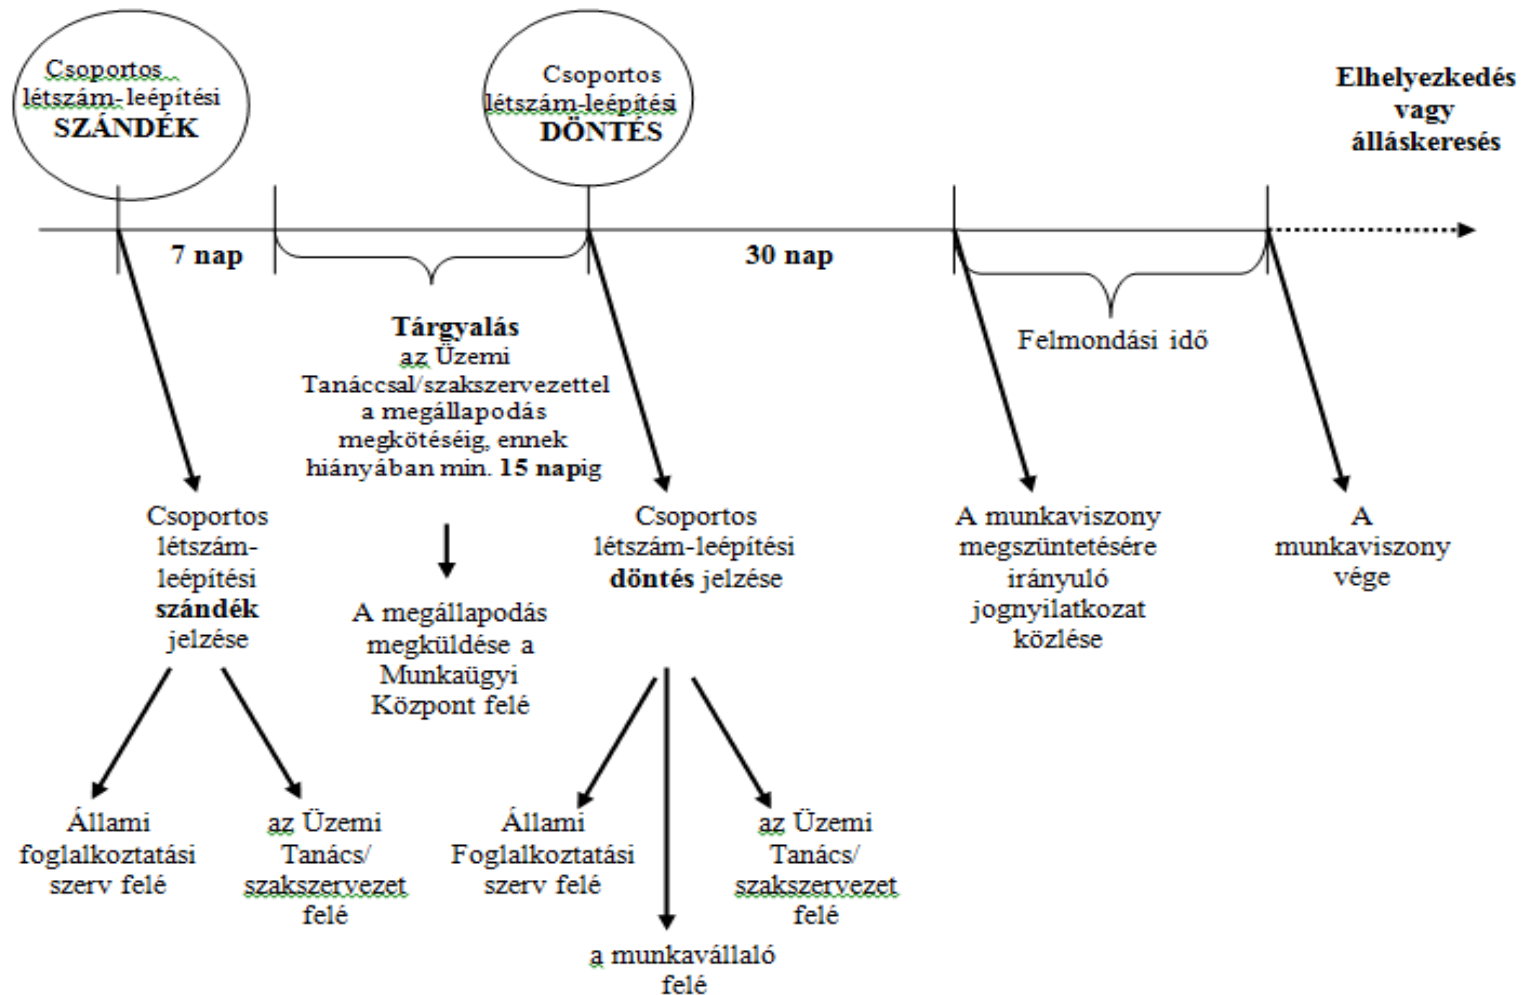 Csoportos
létszám-leépítési
SZÁNDÉK
Csoportos
létszám-leépítési
DÖNTÉS
Elhelyezkedés
vagy
álláskeresés
7 nap
30 nap
Tárgyalás
az Üzemi
Tanáccsal/szakszervezettel
a megállapodás
megkötéséig, ennek
hiányában min. 15 napig
Felmondási idő
Csoportos
létszám-
leépítési
szándék
jelzése
A megállapodás
megküldése a
Munkaügyi
Központ felé
Csoportos
létszám-leépítési
döntés jelzése
A munkaviszony
megszüntetésére
irányuló
jognyilatkozat
közlése
A
munkaviszony
vége
Állami
foglalkoztatási
szerv felé
az Üzemi
Tanács/
szakszervezet
felé
Állami
Foglalkoztatási
szerv felé
az Üzemi
Tanács/
szakszervezet
felé
a munkavállaló
felé